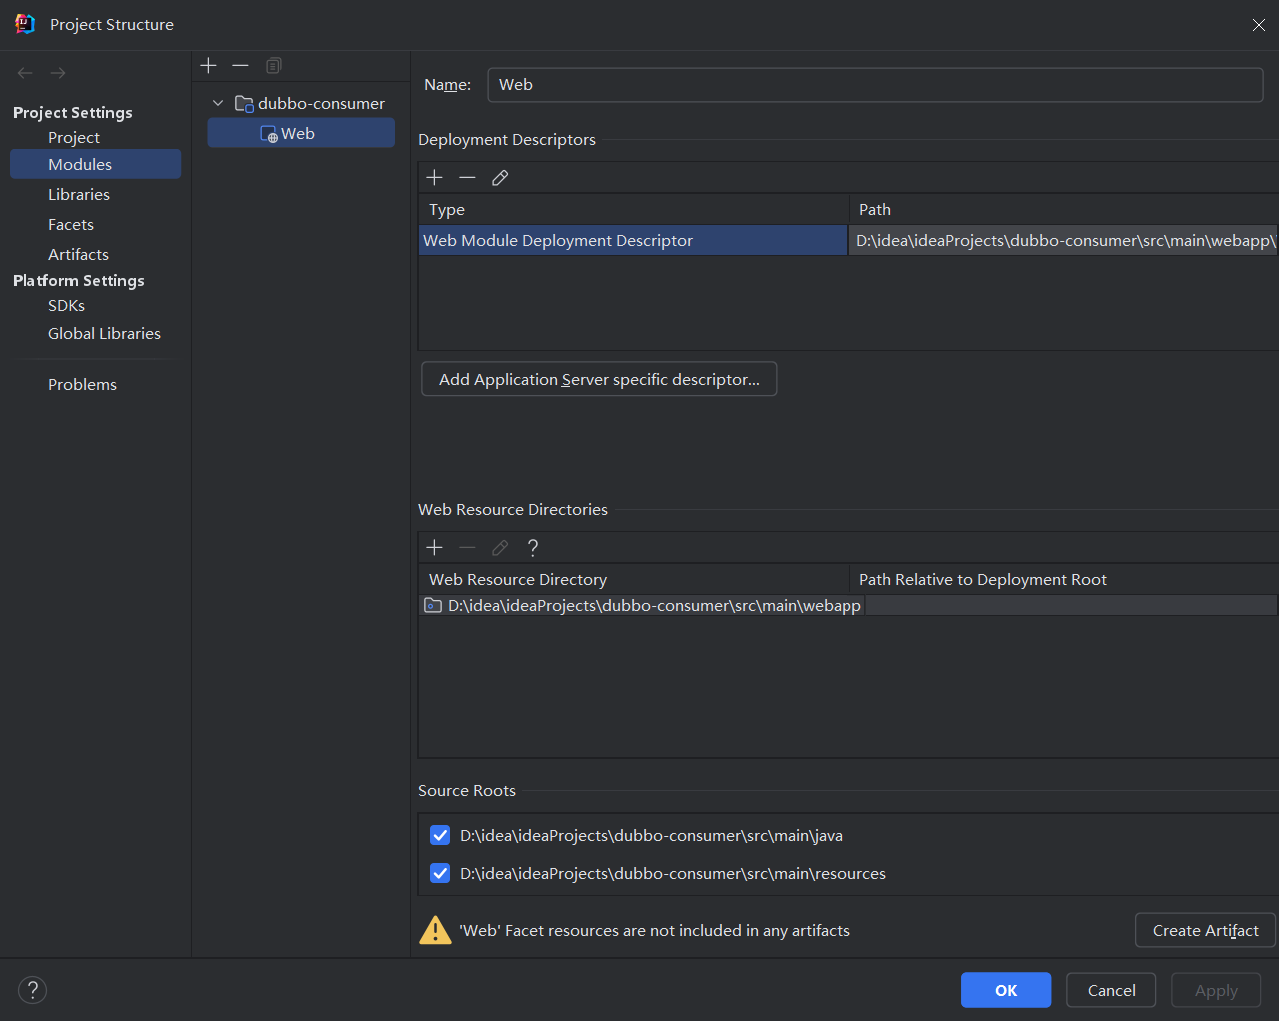 Project Structure
Project Settings
Project
Modules
Libraries
Facets
Artifacts
Platform Settings
SDKs
Global Libraries
Problems
dubbo-consumer
Web
Name: Web
Deployment Descriptors
Type Path
Web Module Deployment Descriptor D:\idea\ideaProjects\dubbo-consumer\src\main\webapp\
Add Application Server specific descriptor...
Web Resource Directories
Web Resource Directory Path Relative to Deployment Root
D:\idea\ideaProjects\dubbo-consumer\src\main\webapp
Source Roots
D:\idea\ideaProjects\dubbo-consumer\src\main\java
D:\idea\ideaProjects\dubbo-consumer\src\main\resources
'Web' Facet resources are not included in any artifacts Create Artifact
OK Cancel Apply